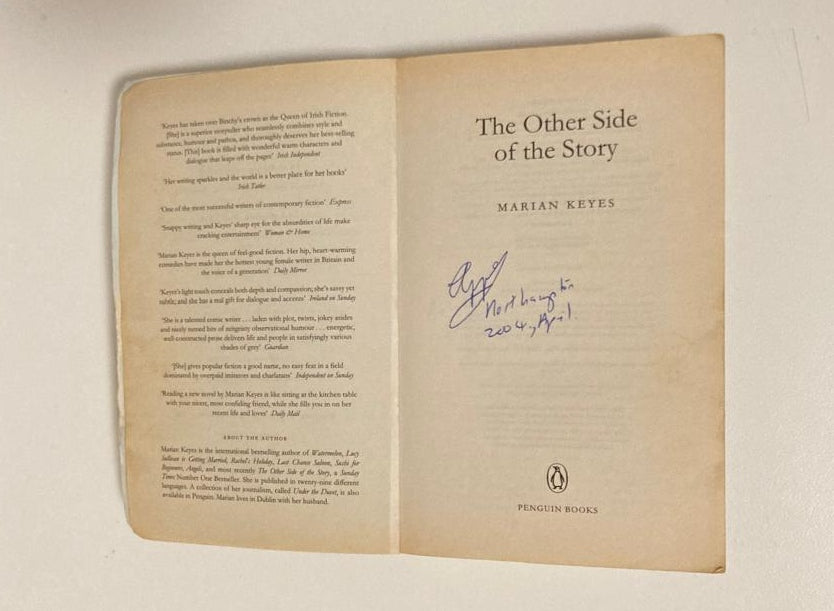 'Keyes has taken over Binchy's crown as the Queen of Irish Fiction.
[She] is a superior storyteller who seamlessly combines style and
substance, humour and pathos, and thoroughly deserves her best-selling
status. [This] book is filled with wonderful warm characters and
dialogue that leaps off the pages' Irish Independent
'Her writing sparkles and the world is a better place for her books'
Irish Tatler
'One of the most successful writers of contemporary fiction' Express
'Snappy writing and Keyes' sharp eye for the absurdities of life make
cracking entertainment' Woman & Home
'Marian Keyes is the queen of feel-good fiction. Her hip, heart-warming
comedies have made her the hottest young female writer in Britain and
the voice of a generation' Daily Mirror
'Keyes's light touch conceals both depth and compassion; she's sassy yet
subtle; and she has a real gift for dialogue and accents' Ireland on Sunday
'She is a talented comic writer . . . laden with plot, twists, jokey asides
and nicely turned bits of zeitgeisty observational humour . . . energetic,
well-constructed prose delivers life and people in satisfyingly various
shades of grey' Guardian
'[She] gives popular fiction a good name, no easy feat in a field
dominated by overpaid imitators and charlatans' Independent on Sunday
'Reading a new novel by Marian Keyes is like sitting at the kitchen table
with your nicest, most confiding friend, while she fills you in on her
recent life and loves' Daily Mail
ABOUT THE AUTHOR
Marian Keyes is the international bestselling author of Watermelon, Lucy
Sullivan is Getting Married, Rachel's Holiday, Last Chance Saloon, Sushi for
Beginners, Angels, and most recently The Other Side of the Story, a Sunday
Times Number One Bestseller. She is published in twenty-nine different
languages. A collection of her journalism, called Under the Duvet, is also
available in Penguin. Marian lives in Dublin with her husband.
The Other Side
of the Story
MARIAN KEYES
Northampton
2004, April
PENGUIN BOOKS